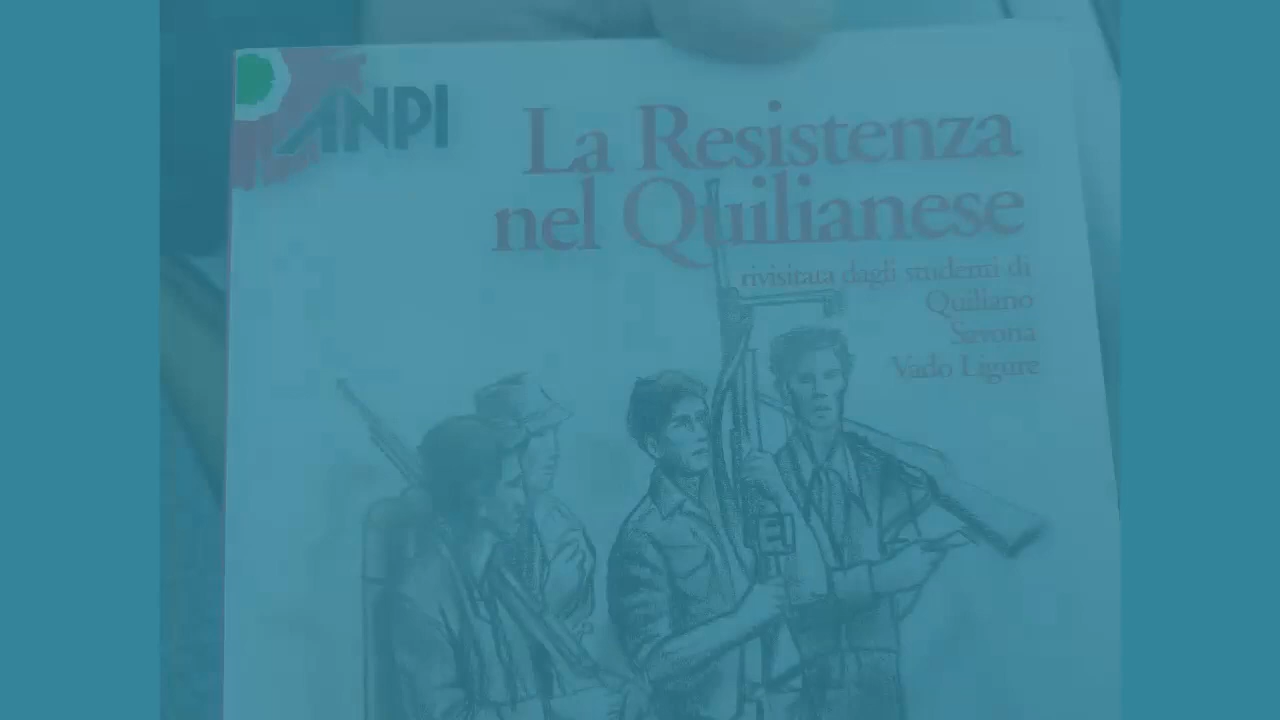 ANPI
La Resistenza
nel Quilianese
rivisitata dagli studenti di
Quiliano
Savona
Vado Ligure